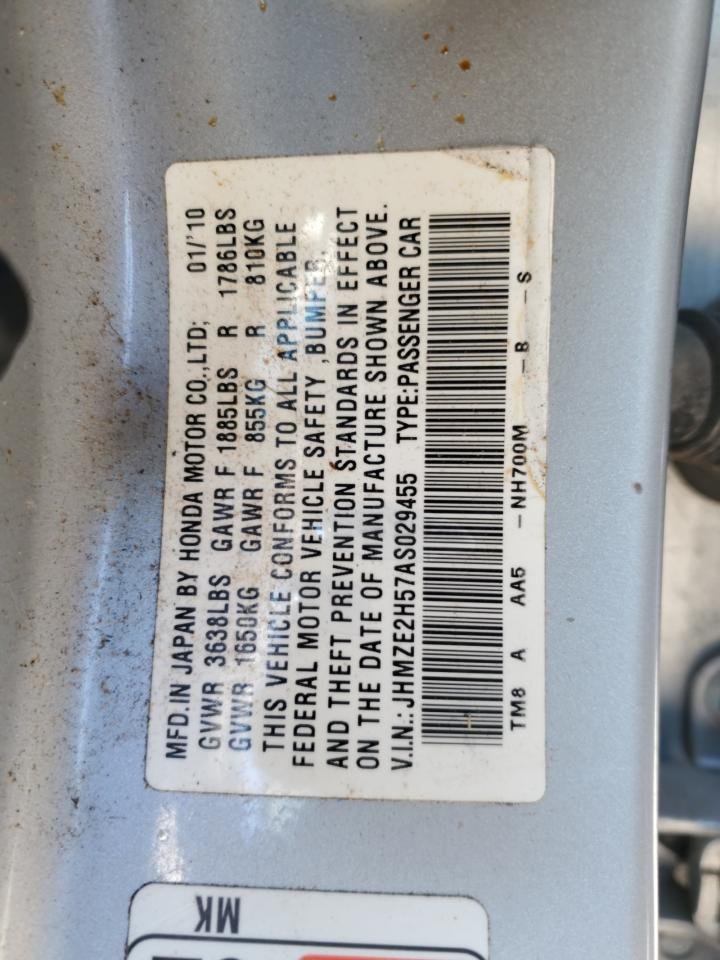 MFD.IN JAPAN BY HONDA MOTOR CO.,LTD; 01/'10
GVWR 3638LBS GAWR F 1885LBS R 1786LBS
GVWR 1650KG GAWR F 855KG R 810KG
THIS VEHICLE CONFORMS TO ALL APPLICABLE
FEDERAL MOTOR VEHICLE SAFETY ,BUMPER,
AND THEFT PREVENTION STANDARDS IN EFFECT
ON THE DATE OF MANUFACTURE SHOWN ABOVE.
V.I.N.: JHMZE2H57AS029455 TYPE:PASSENGER CAR
TM8 A AA5 -NH700M -B -S
MK